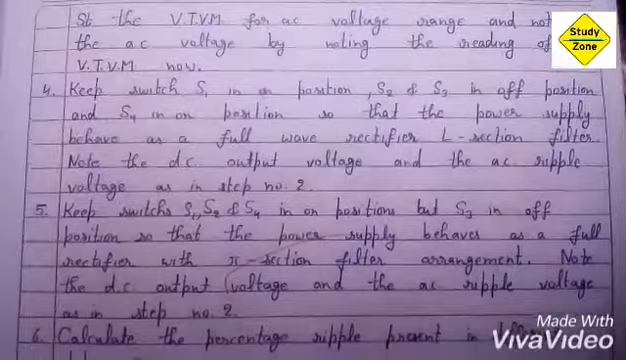 St the V.T.V.M. for ac voltage range and not
the ac voltage by noting the reading of
V.T.V.M now.
4. Keep switch S1 in on position, S2 & S3 in off position
and S4 in on position so that the power supply
behave as a full wave rectifier L-section filter.
Note the d.c. output voltage and the ac ripple
voltage as in step no. 2.
5. Keep switchs S1, S2 & S4 in on positions but S3 in off
position so that the power supply behaves as a full
rectifier with π-section filter arrangement. Note
the d.c output voltage and the ac ripple voltage
as in step no. 2.
6. Calculate the percentage ripple present in
Study
Zone
Made With
VivaVideo